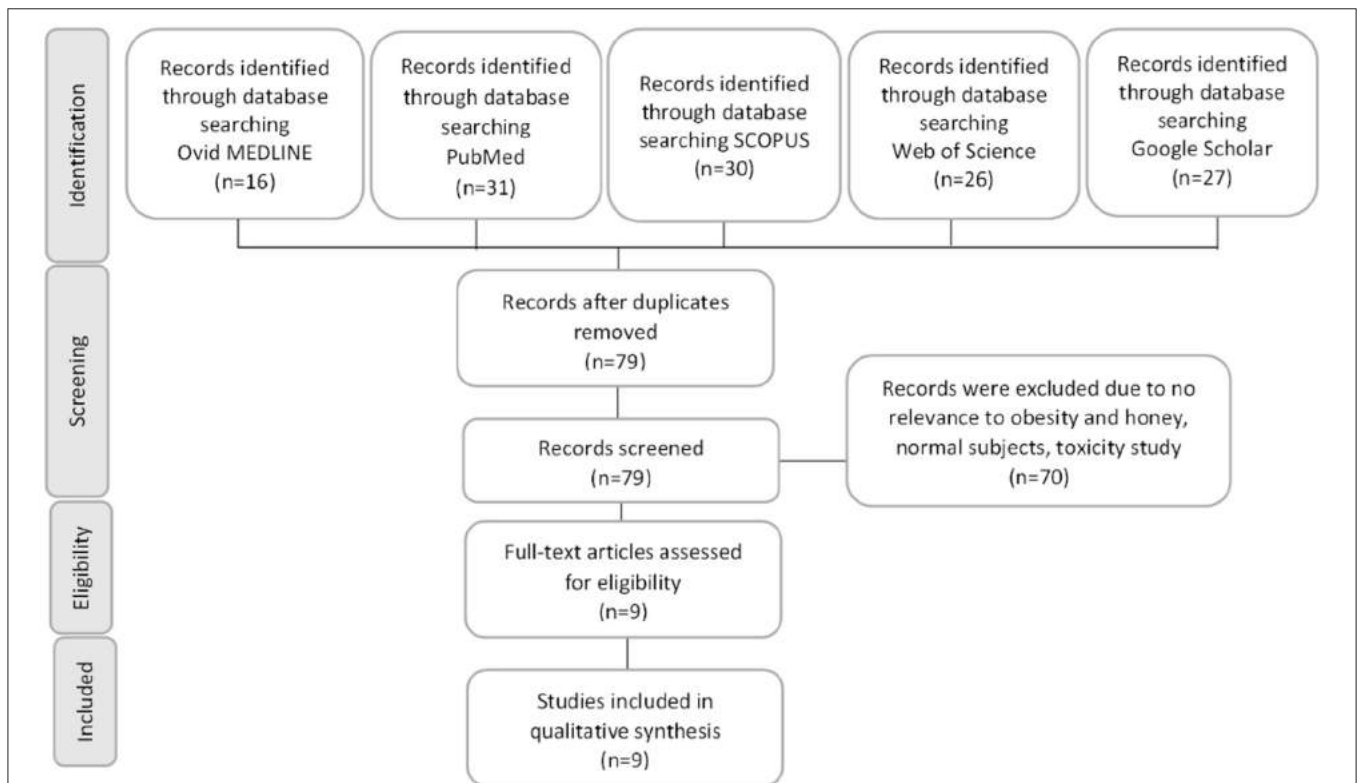 Identification
Records identified
through database
searching
Ovid MEDLINE
(n=16)
Records identified
through database
searching
PubMed
(n=31)
Records identified
through database
searching SCOPUS
(n=30)
Records identified
through database
searching
Web of Science
(n=26)
Records identified
through database
searching
Google Scholar
(n=27)
Screening
Records after duplicates
removed
(n=79)
Records screened
(n=79)
Records were excluded due to no
relevance to obesity and honey,
normal subjects, toxicity study
(n=70)
Eligibility
Full-text articles assessed
for eligibility
(n=9)
Included
Studies included in
qualitative synthesis
(n=9)